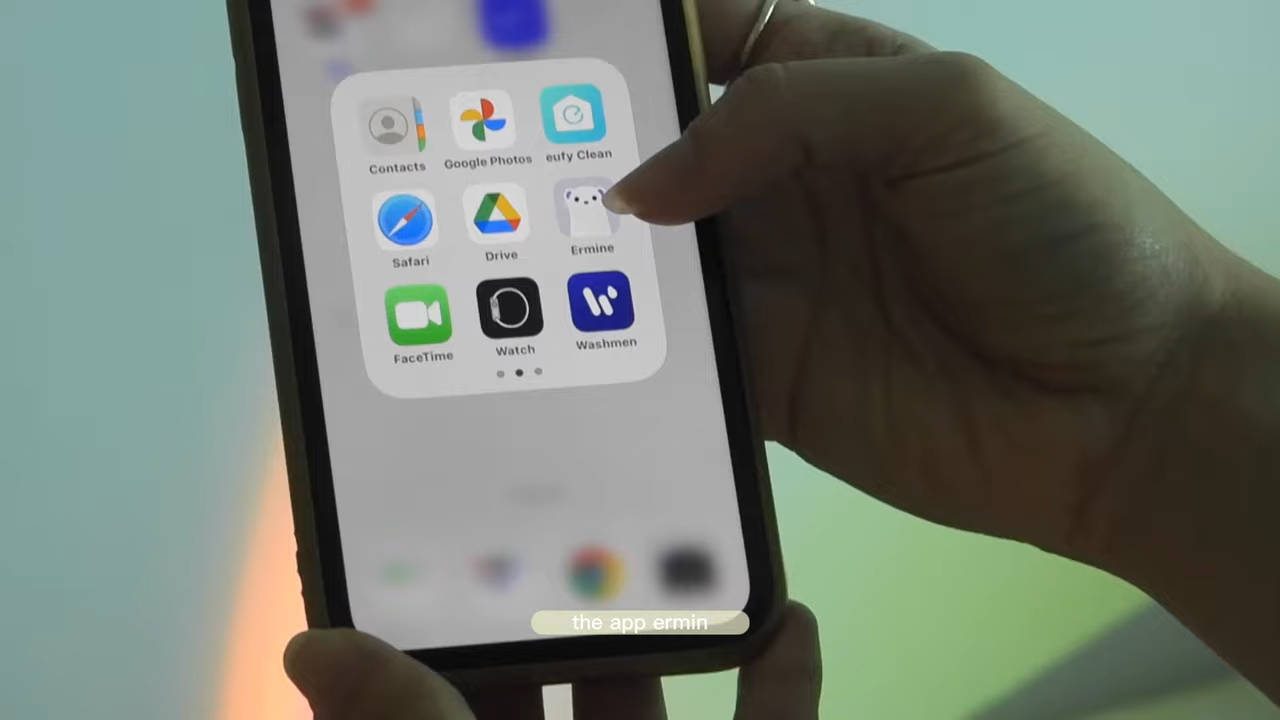 Contacts
Google Photos
eufy Clean
Safari
Drive
Ermine
FaceTime
Watch
Washmen
the app ermin